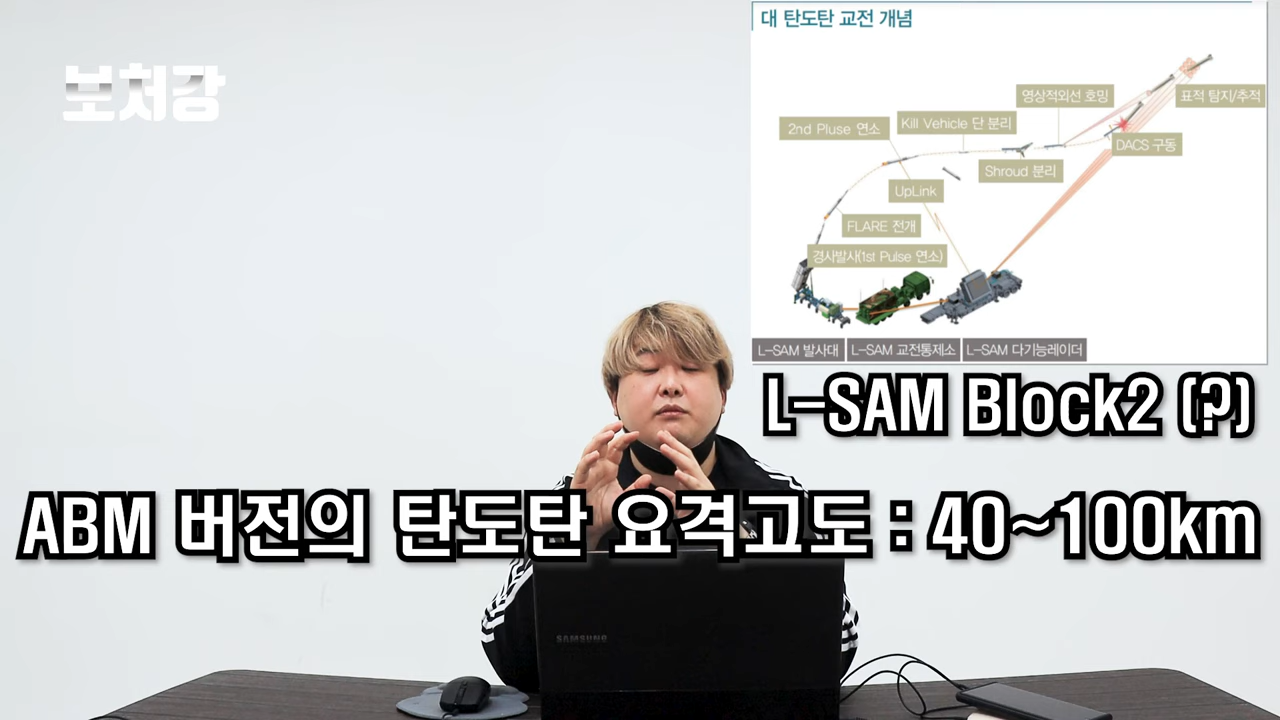 대 탄도탄 교전 개념
보처강
영상적외선 호밍
표적 탐지/추적
2nd Pluse 연소
Kill Vehicle 단 분리
DACS 구동
Shroud 분리
UpLink
FLARE 전개
경사발사(1st Pulse 연소)
L-SAM 발사대
L-SAM 교전통제소
L-SAM 다기능레이더
L-SAM Block2 (?)
ABM 버전의 탄도탄 요격고도 : 40~100km
SAMSUNG